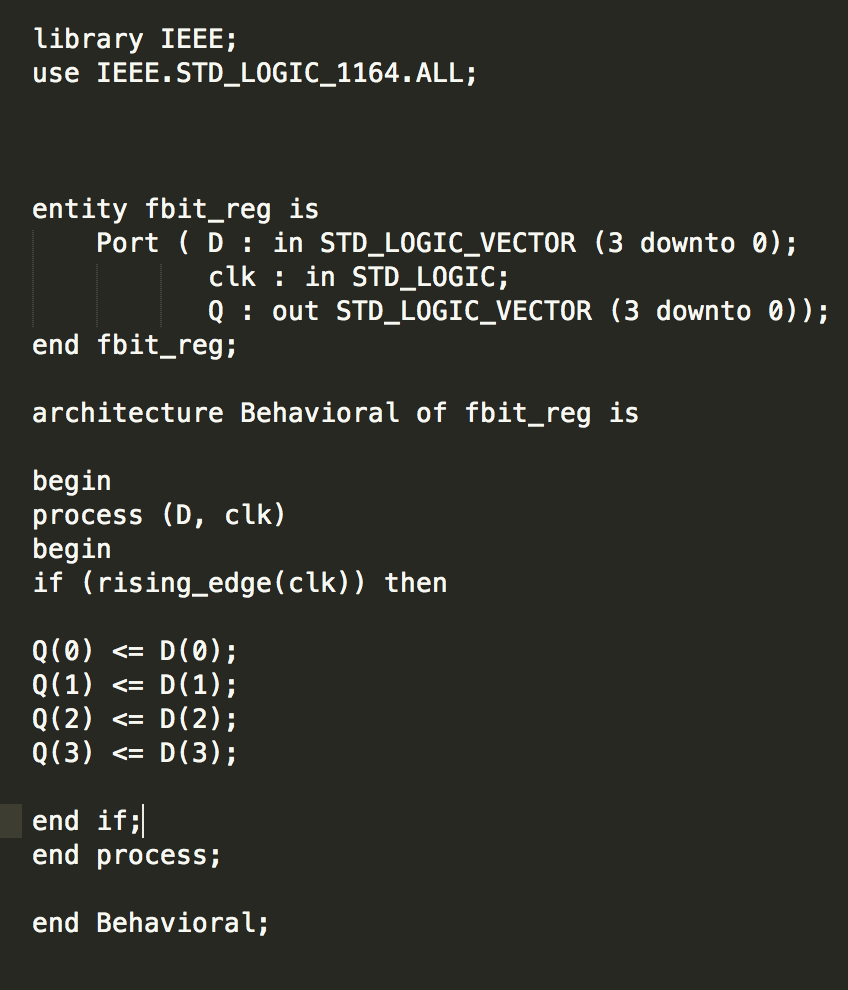 library IEEE;
use IEEE.STD_LOGIC_1164.ALL;
entity fbit_reg is
Port ( D : in STD_LOGIC_VECTOR (3 downto 0);
clk : in STD_LOGIC;
Q : out STD_LOGIC_VECTOR (3 downto 0));
end fbit_reg;
architecture Behavioral of fbit_reg is
begin
process (D, clk)
begin
if (rising_edge(clk)) then
Q(0) <= D(0);
Q(1) <= D(1);
Q(2) <= D(2);
Q(3) <= D(3);
end if;
end process;
end Behavioral;